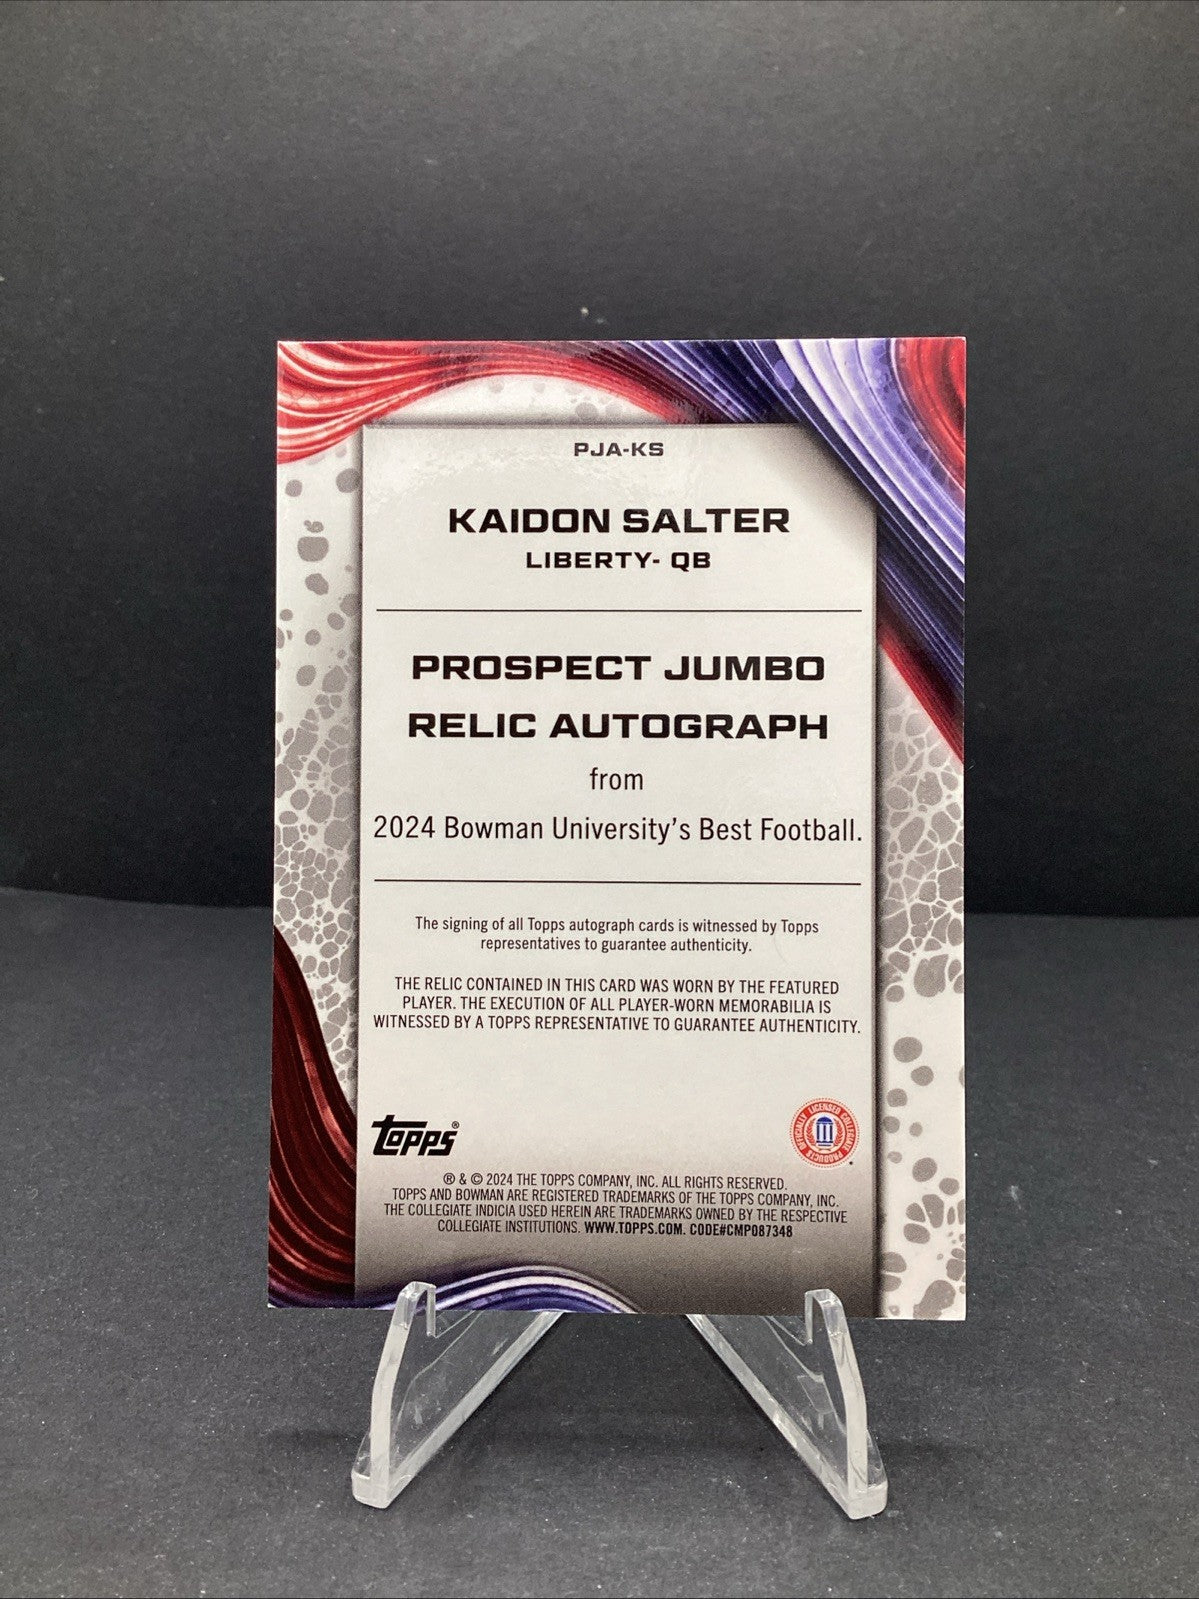 PJA-KS
KAIDON SALTER
LIBERTY- QB
PROSPECT JUMBO
RELIC AUTOGRAPH
from
2024 Bowman University's Best Football.
The signing of all Topps autograph cards is witnessed by Topps
representatives to guarantee authenticity.
THE RELIC CONTAINED IN THIS CARD WAS WORN BY THE FEATURED
PLAYER. THE EXECUTION OF ALL PLAYER-WORN MEMORABILIA IS
WITNESSED BY A TOPPS REPRESENTATIVE TO GUARANTEE AUTHENTICITY.
topps®
OFFICIALLY LICENSED COLLEGIATE PRODUCTS
® & © 2024 THE TOPPS COMPANY, INC. ALL RIGHTS RESERVED.
TOPPS AND BOWMAN ARE REGISTERED TRADEMARKS OF THE TOPPS COMPANY, INC.
THE COLLEGIATE INDICIA USED HEREIN ARE TRADEMARKS OWNED BY THE RESPECTIVE
COLLEGIATE INSTITUTIONS. WWW.TOPPS.COM. CODE#CMP087348